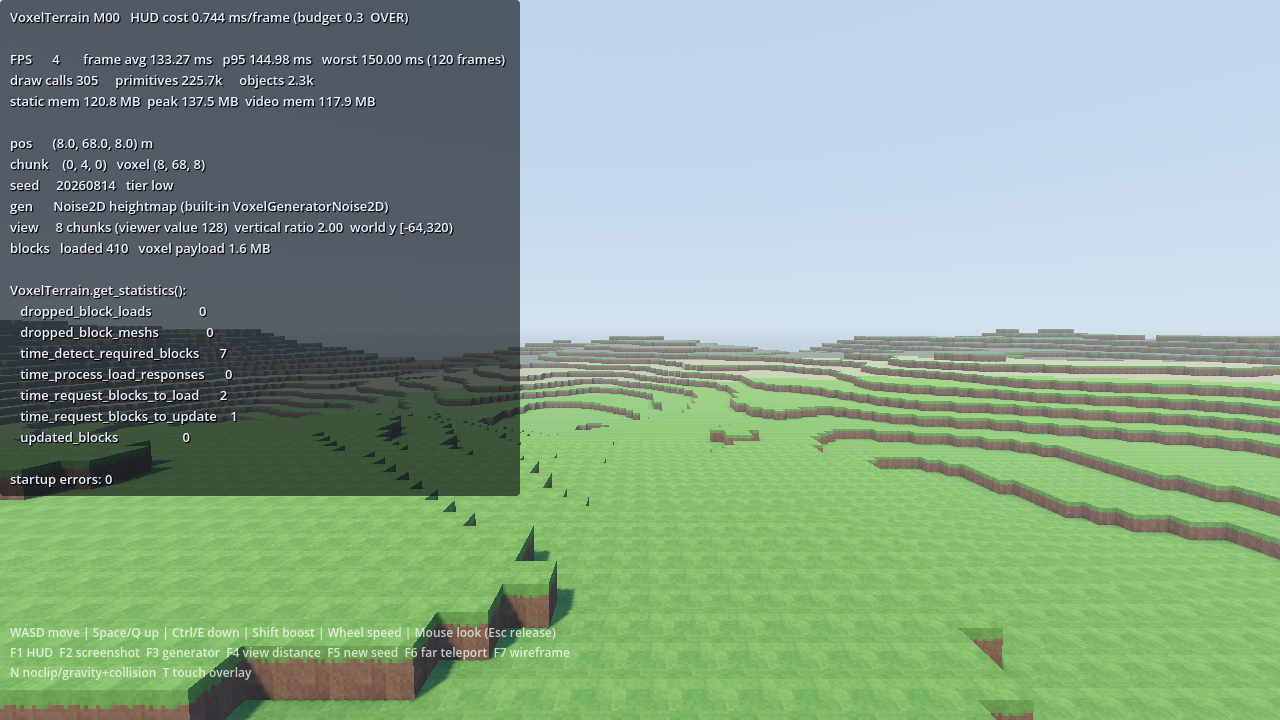 VoxelTerrain M00   HUD cost 0.744 ms/frame (budget 0.3  OVER)
FPS     4     frame avg 133.27 ms   p95 144.98 ms   worst 150.00 ms (120 frames)
draw calls 305     primitives 225.7k     objects 2.3k
static mem 120.8 MB  peak 137.5 MB  video mem 117.9 MB
pos     (8.0, 68.0, 8.0) m
chunk   (0, 4, 0)   voxel (8, 68, 8)
seed    20260814   tier low
gen     Noise2D heightmap (built-in VoxelGeneratorNoise2D)
view    8 chunks (viewer value 128)  vertical ratio 2.00  world y [-64,320)
blocks   loaded 410   voxel payload 1.6 MB
VoxelTerrain.get_statistics():
dropped_block_loads     0
dropped_block_meshs     0
time_detect_required_blocks     7
time_process_load_responses     0
time_request_blocks_to_load     2
time_request_blocks_to_update   1
updated_blocks     0
startup errors: 0
WASD move | Space/Q up | Ctrl/E down | Shift boost | Wheel speed | Mouse look (Esc release)
F1 HUD  F2 screenshot  F3 generator  F4 view distance  F5 new seed  F6 far teleport  F7 wireframe
N noclip/gravity+collision  T touch overlay